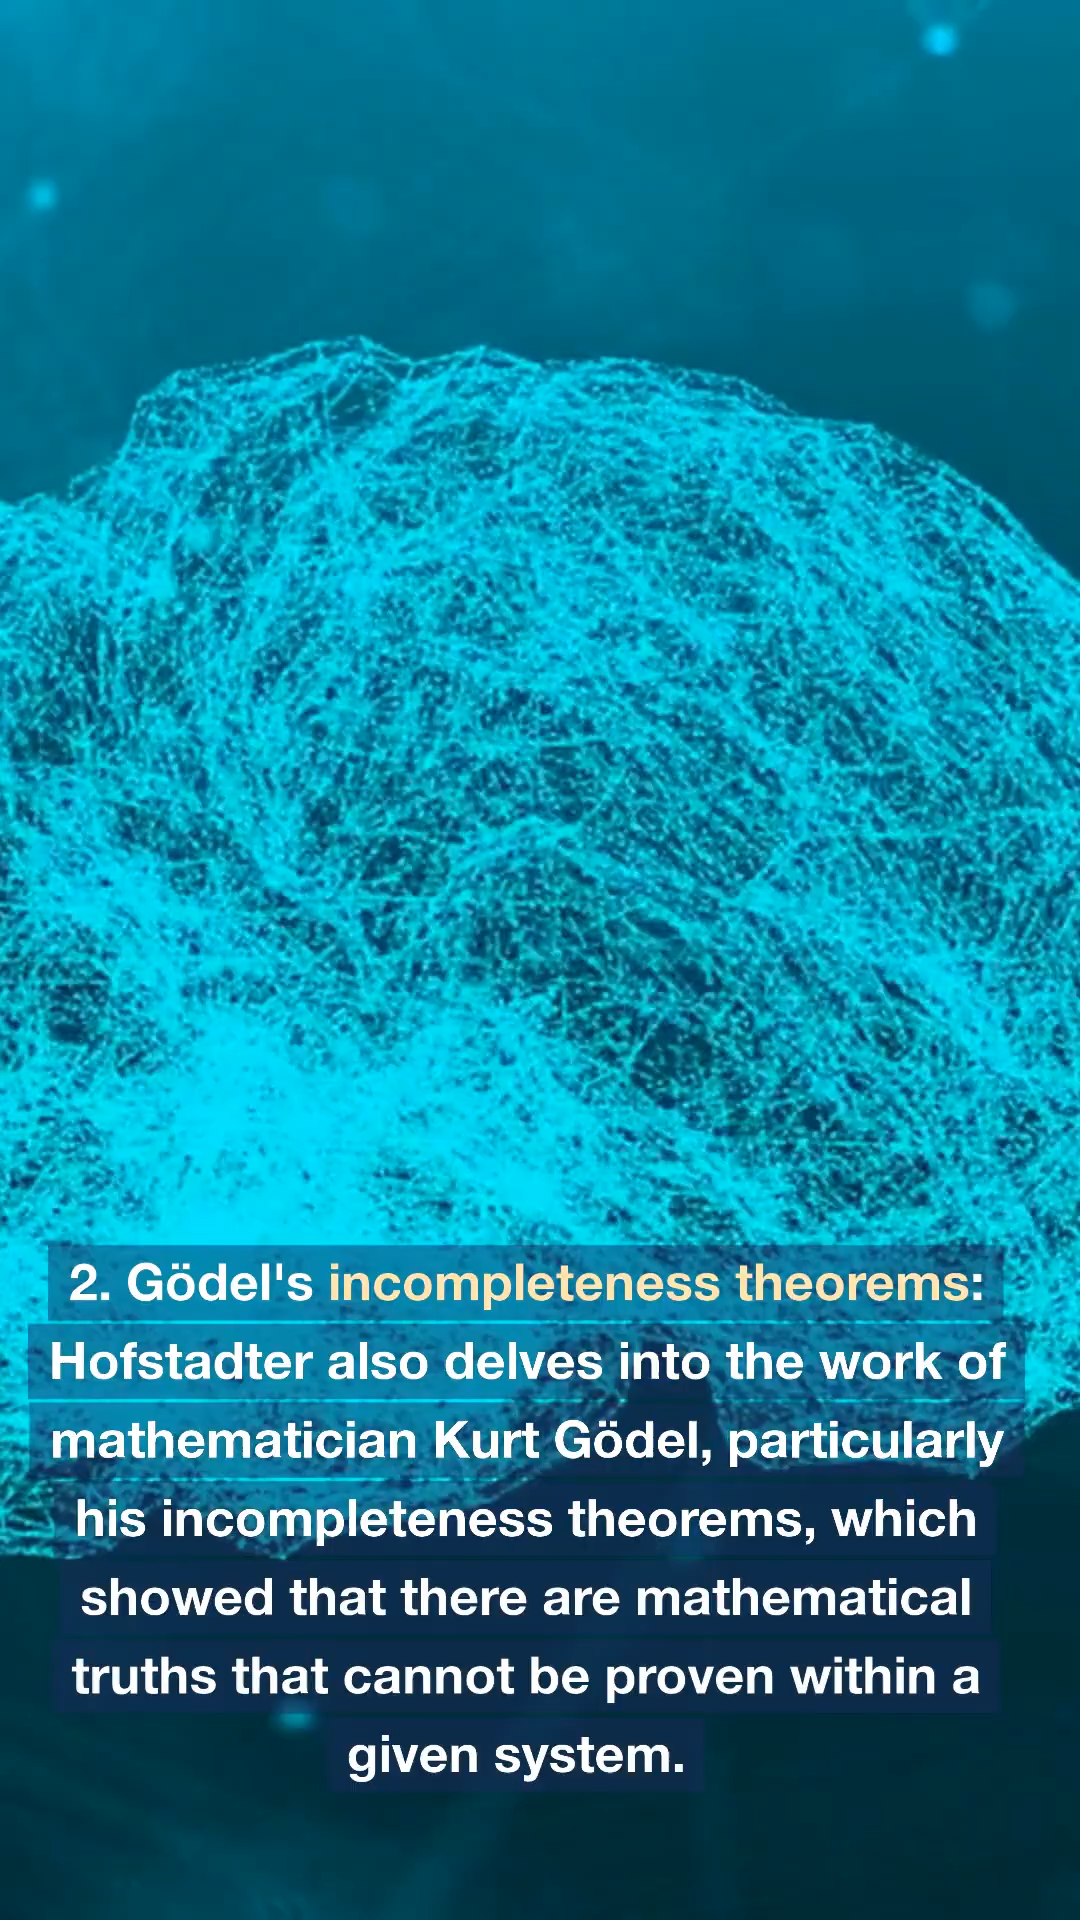 2. Gödel's incompleteness theorems:
Hofstadter also delves into the work of
mathematician Kurt Gödel, particularly
his incompleteness theorems, which
showed that there are mathematical
truths that cannot be proven within a
given system.